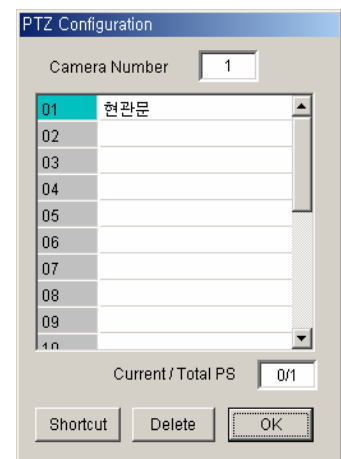 PTZ Configuration
Camera Number 1
01 현관문
02
03
04
05
06
07
08
09
10
Current / Total PS 0/1
Shortcut Delete OK